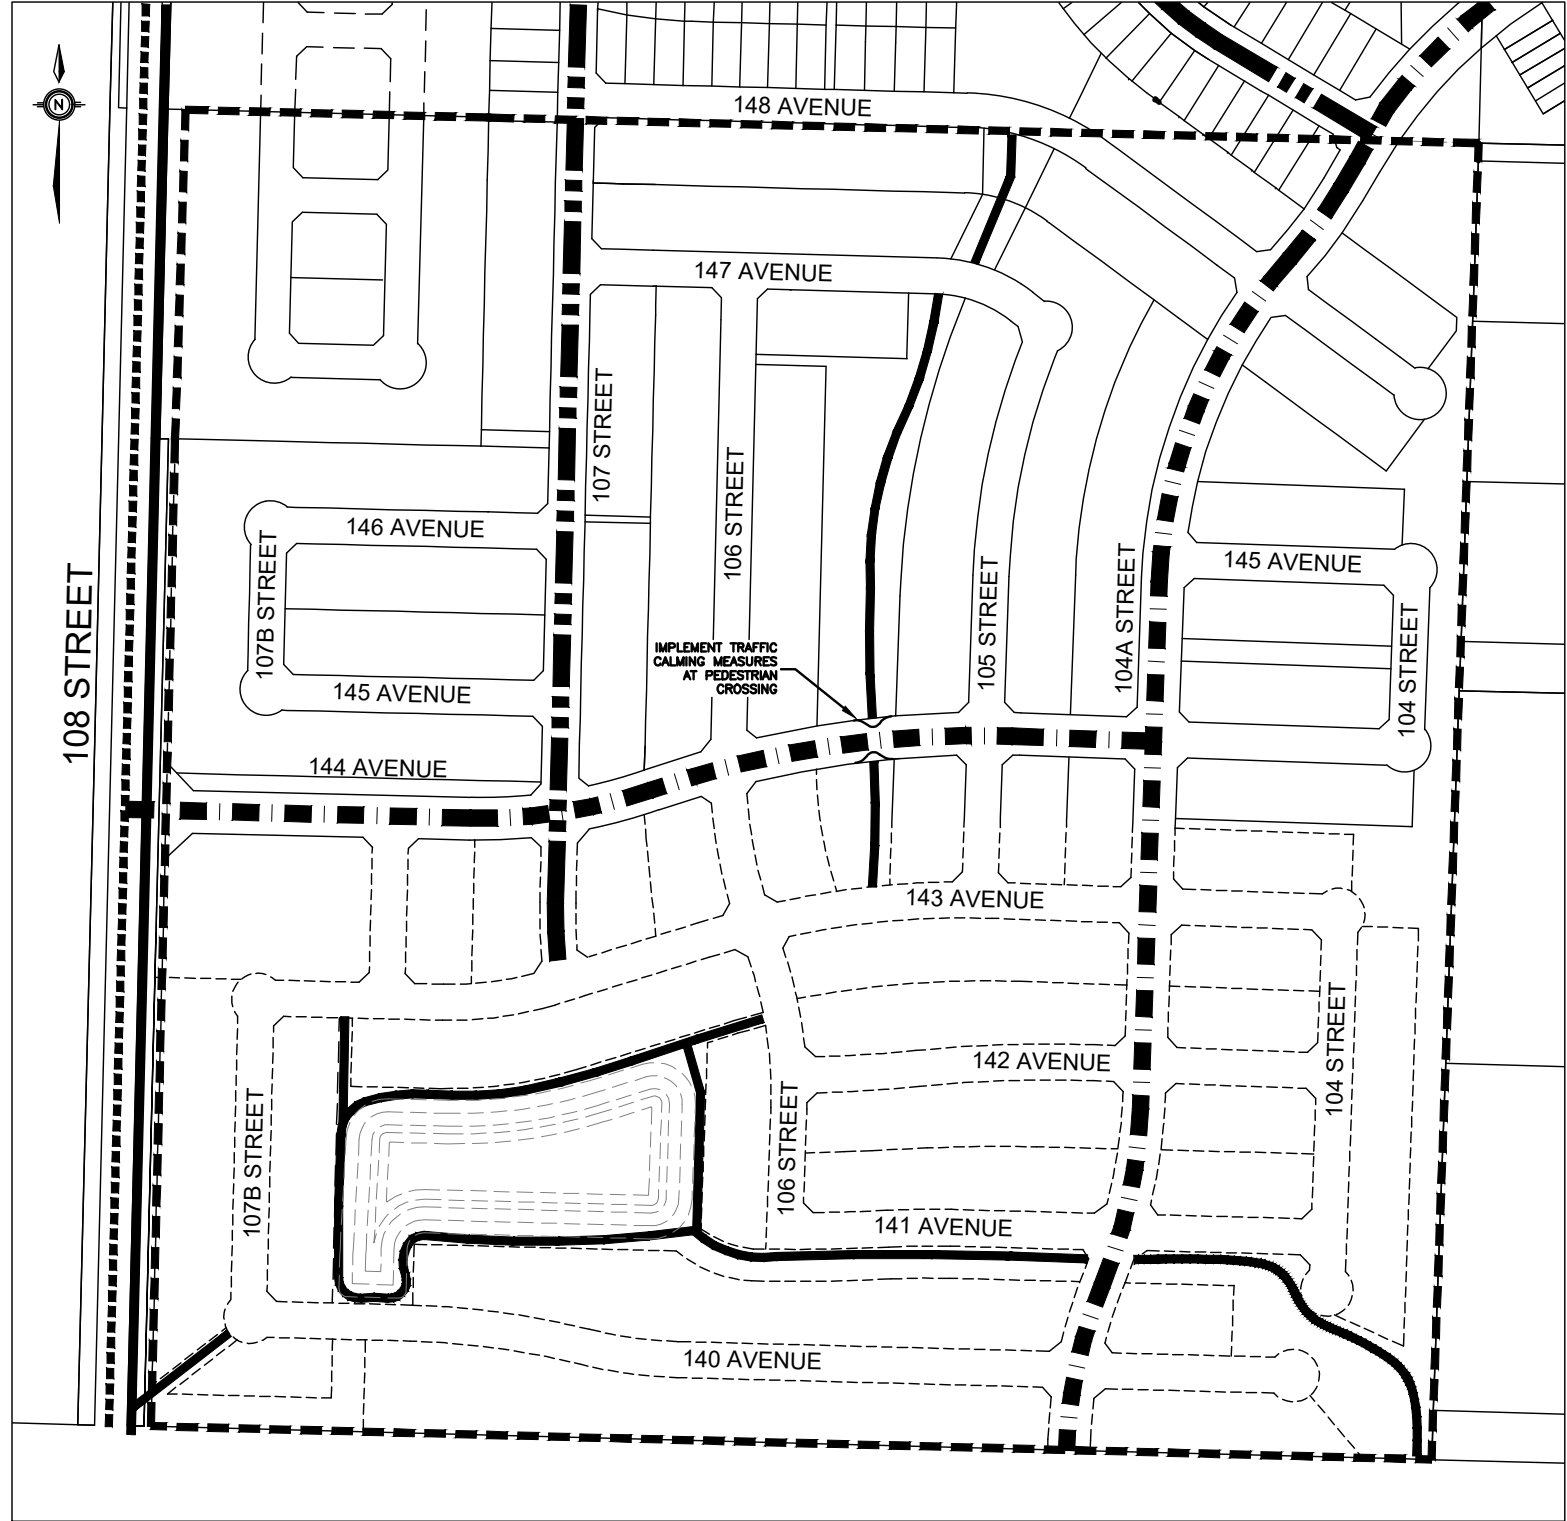 N
148 AVENUE
147 AVENUE
107 STREET
106 STREET
146 AVENUE
107B STREET
145 AVENUE
145 AVENUE
105 STREET
104A STREET
104 STREET
108 STREET
IMPLEMENT TRAFFIC
CALMING MEASURES
AT PEDESTRIAN
CROSSING
144 AVENUE
143 AVENUE
142 AVENUE
104 STREET
107B STREET
106 STREET
141 AVENUE
140 AVENUE